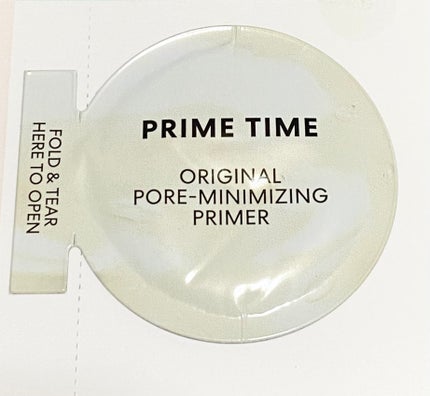 PRIME TIME
ORIGINAL
PORE-MINIMIZING
PRIMER
FOLD & TEAR
HERE TO OPEN